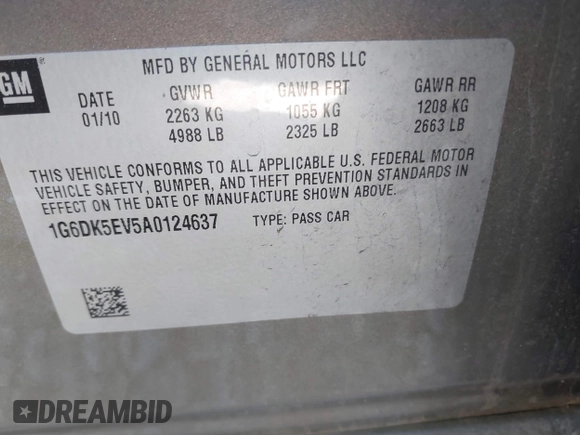 GM
MFD BY GENERAL MOTORS LLC
DATE GVWR GAWR FRT GAWR RR
01/10 2263 KG 1055 KG 1208 KG
4988 LB 2325 LB 2663 LB
THIS VEHICLE CONFORMS TO ALL APPLICABLE U.S. FEDERAL MOTOR
VEHICLE SAFETY, BUMPER, AND THEFT PREVENTION STANDARDS IN
EFFECT ON THE DATE OF MANUFACTURE SHOWN ABOVE.
1G6DK5EV5A0124637 TYPE: PASS CAR
DREAMBID